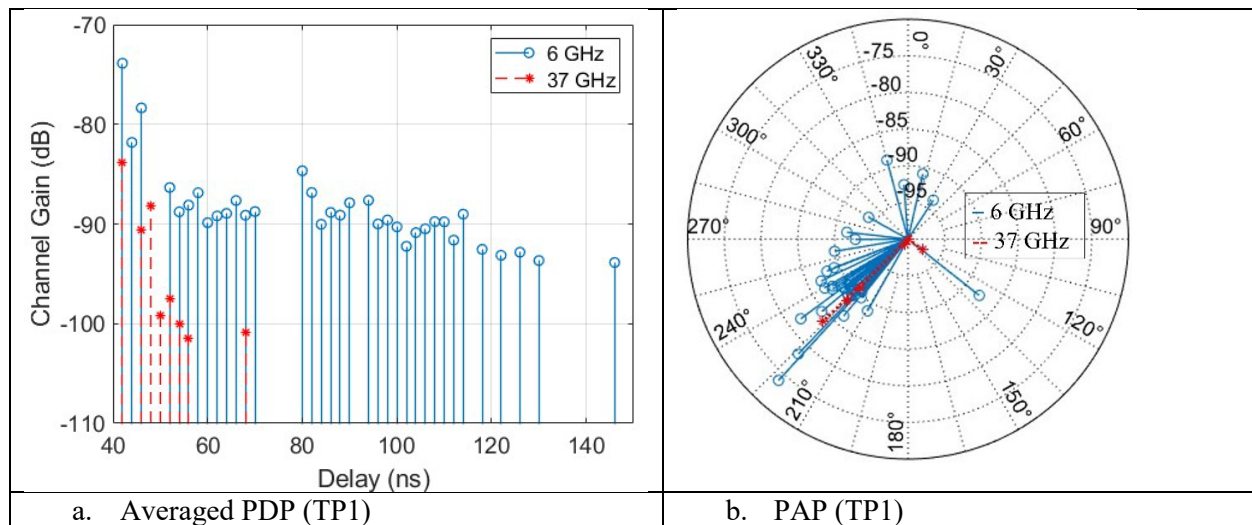 -70
-80
-90
-100
-110
Channel Gain (dB)
40 60 80 100 120 140
Delay (ns)
6 GHz
37 GHz
0°
30°
60°
90°
120°
150°
180°
210°
240°
270°
300°
330°
-75
-80
-85
-90
-95
6 GHz
37 GHz
a. Averaged PDP (TP1)
b. PAP (TP1)